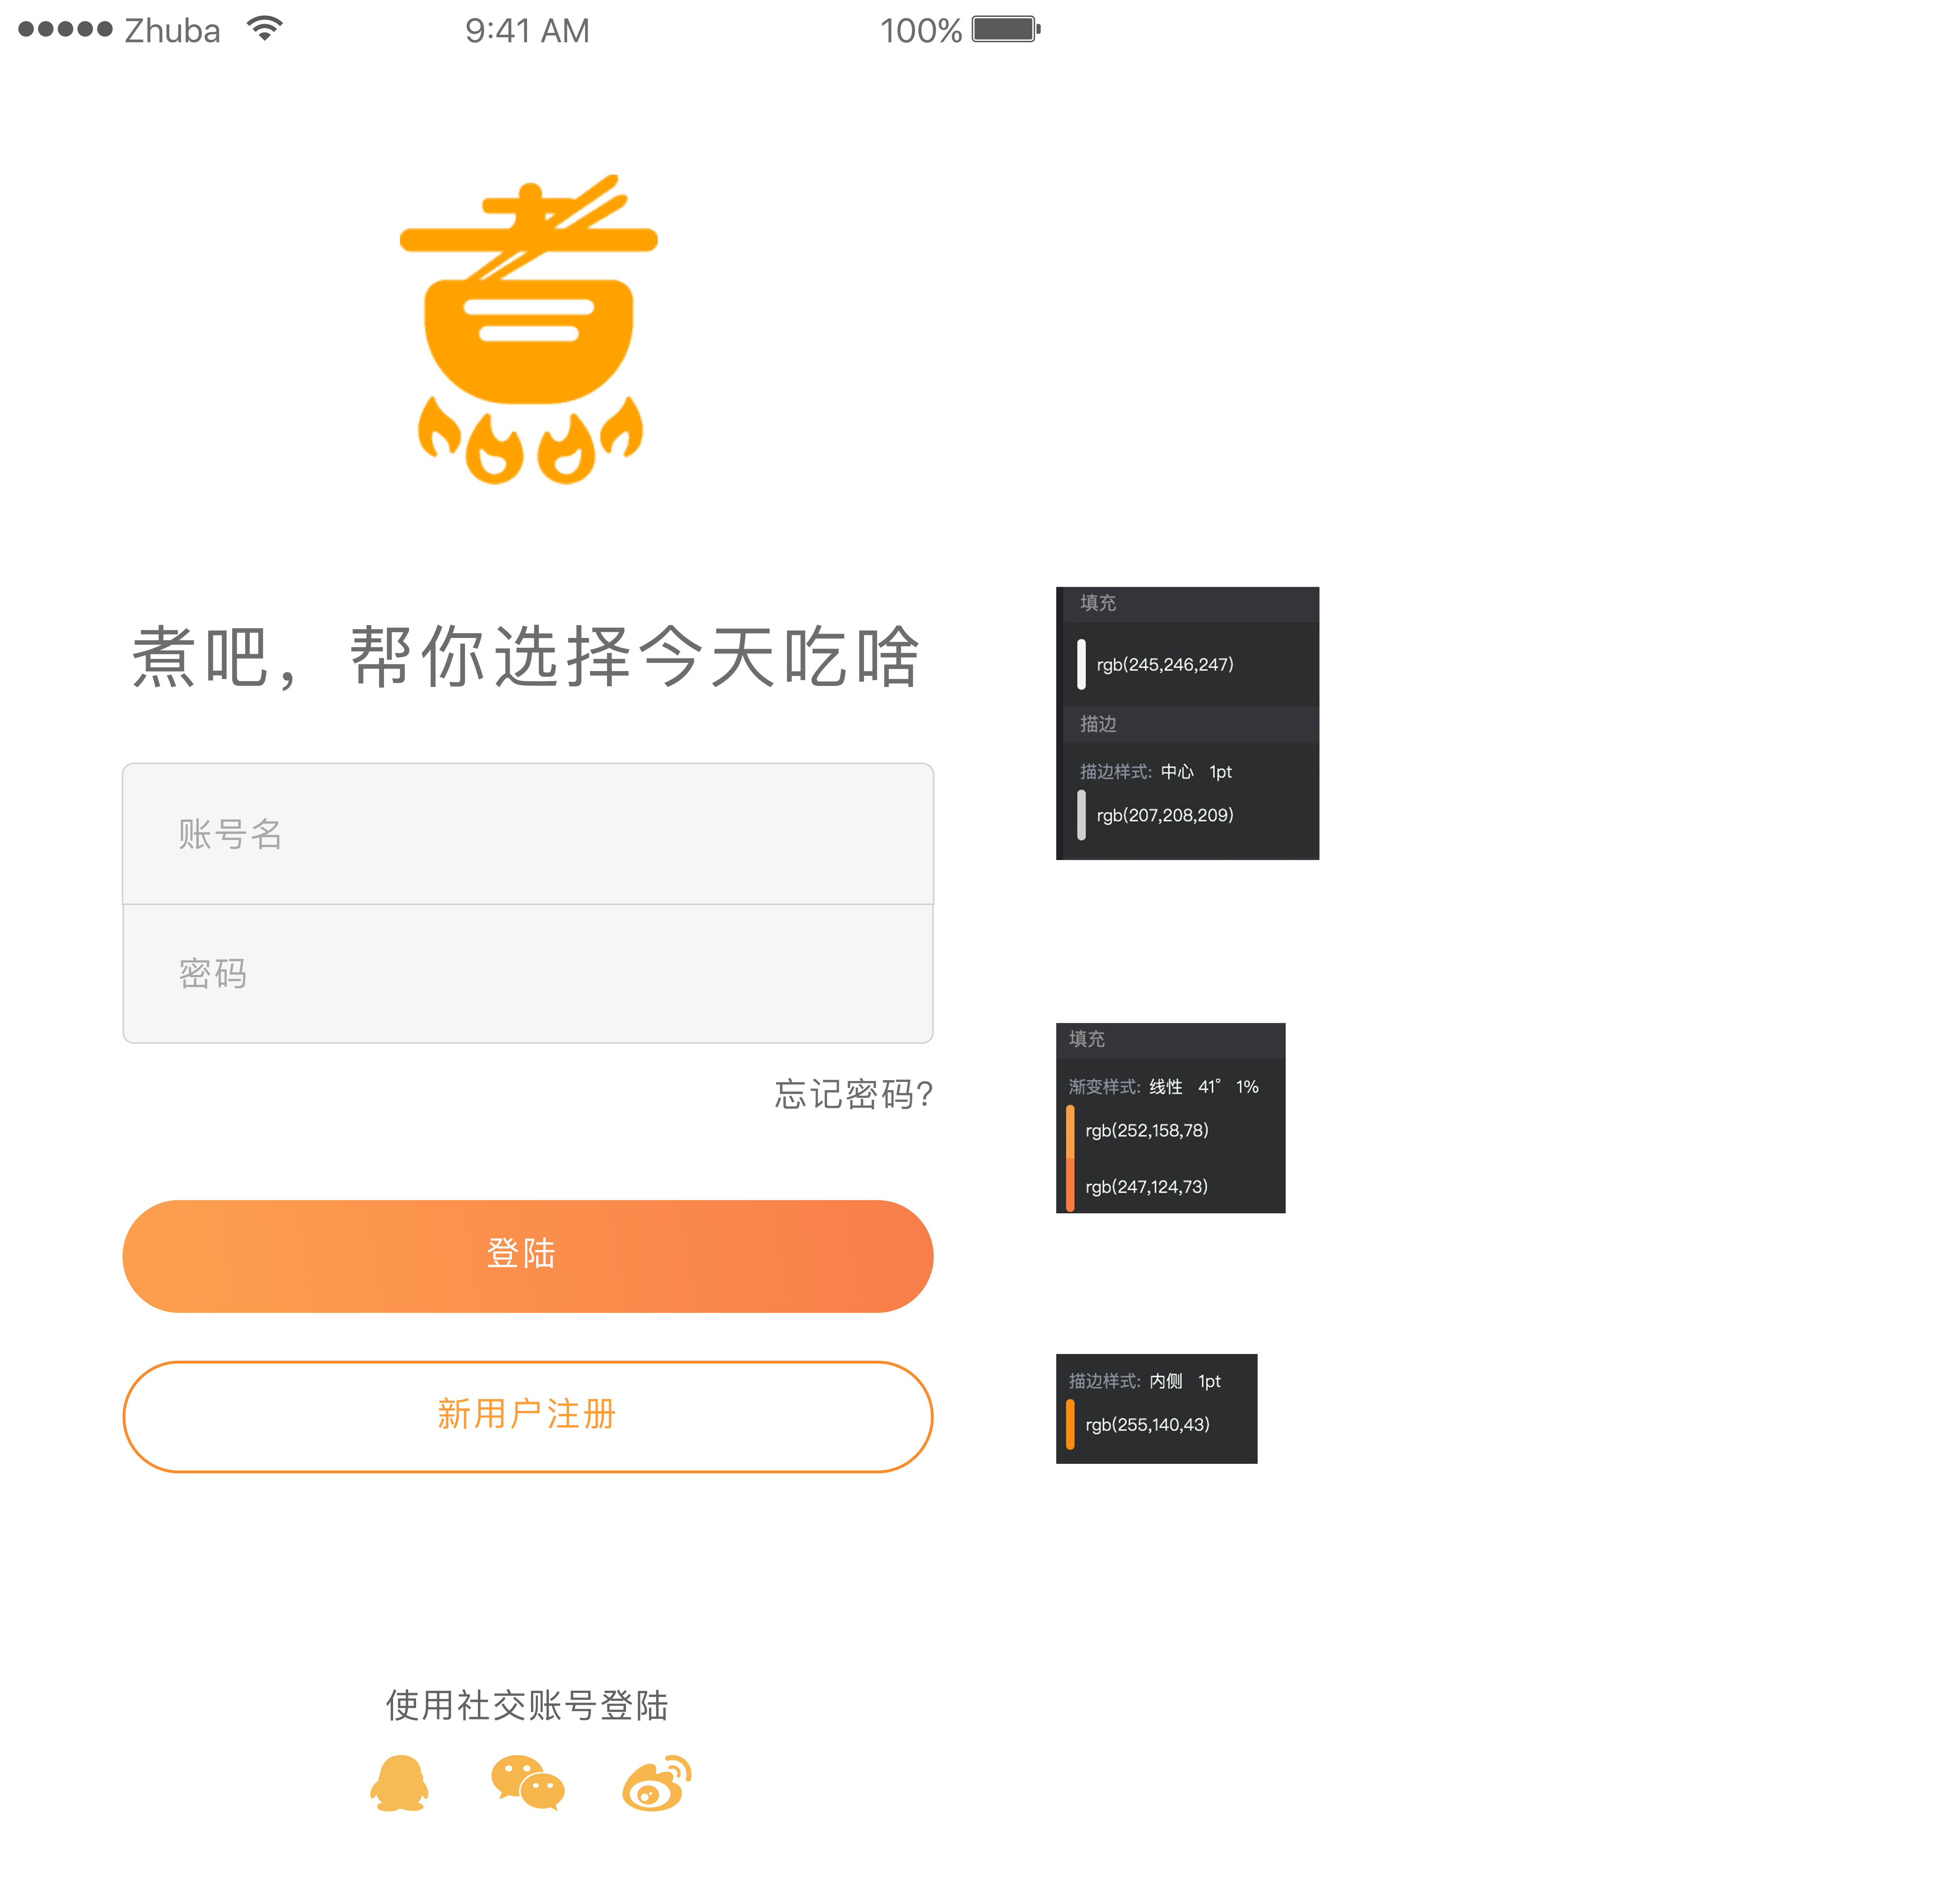 Zhuba 9:41 AM 100%
煮吧，帮你选择今天吃啥
账号名
密码
忘记密码?
登陆
新用户注册
使用社交账号登陆
填充
rgb(245,246,247)
描边
描边样式: 中心 1pt
rgb(207,208,209)
填充
渐变样式: 线性 41° 1%
rgb(252,158,78)
rgb(247,124,73)
描边样式: 内侧 1pt
rgb(255,140,43)